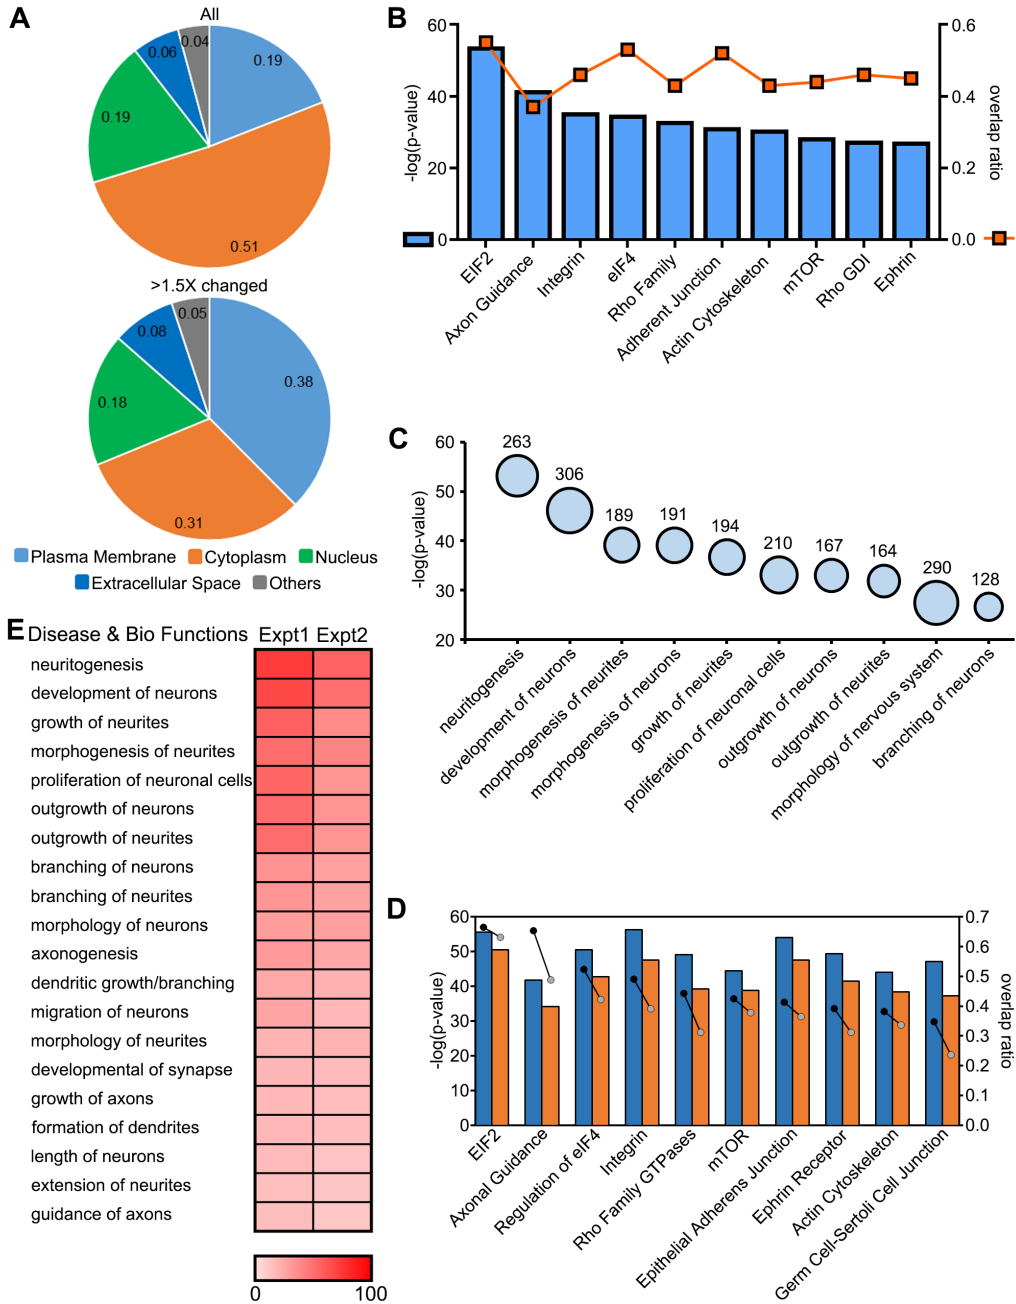 A
All
0.04
0.06
0.19
0.19
0.51
>1.5X changed
0.05
0.08
0.38
0.18
0.31
Plasma Membrane
Cytoplasm
Nucleus
Extracellular Space
Others
B
60
40
20
0
-log(p-value)
0.6
0.4
0.2
0.0
overlap ratio
EIF2
Axon Guidance
Integrin
eIF4
Rho Family
Adherent Junction
Actin Cytoskeleton
mTOR
Rho GDI
Ephrin
C
60
50
40
30
20
-log(p-value)
263
306
189
191
194
210
167
164
290
128
neuritogenesis
development of neurons
morphogenesis of neurites
morphogenesis of neurons
growth of neurites
proliferation of neuronal cells
outgrowth of neurons
outgrowth of neurites
morphology of nervous system
branching of neurons
D
60
50
40
30
20
10
0
-log(p-value)
0.7
0.6
0.5
0.4
0.3
0.2
0.1
0.0
overlap ratio
EIF2
Axonal Guidance
Regulation of eIF4
Integrin
Rho Family GTPases
mTOR
Epithelial Adherens Junction
Ephrin Receptor
Actin Cytoskeleton
Germ Cell-Sertoli Cell Junction
E
Disease & Bio Functions Expt1 Expt2
neuritogenesis
development of neurons
growth of neurites
morphogenesis of neurites
proliferation of neuronal cells
outgrowth of neurons
outgrowth of neurites
branching of neurons
branching of neurites
morphology of neurons
axonogenesis
dendritic growth/branching
migration of neurons
morphology of neurites
developmental of synapse
growth of axons
formation of dendrites
length of neurons
extension of neurites
guidance of axons
0
100